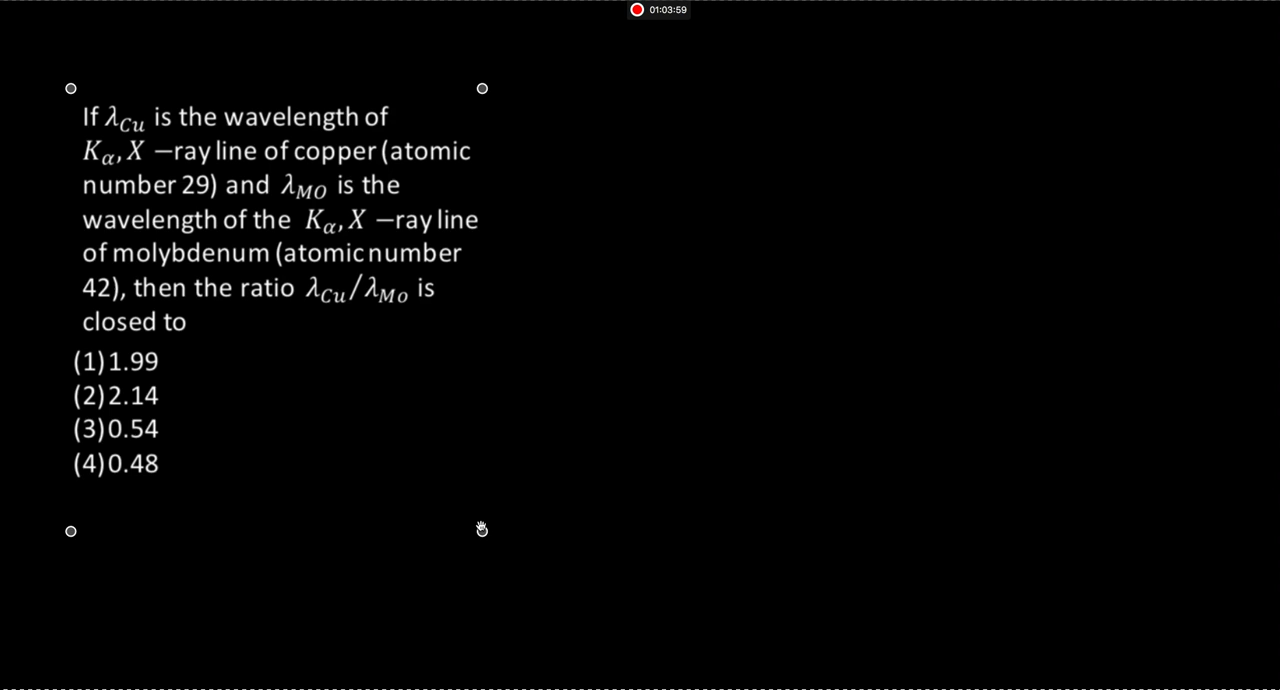 01:03:59
If λ_Cu is the wavelength of
K_α, X −ray line of copper (atomic
number 29) and λ_MO is the
wavelength of the K_α, X −ray line
of molybdenum (atomic number
42), then the ratio λ_Cu/λ_Mo is
closed to
(1)1.99
(2)2.14
(3)0.54
(4)0.48